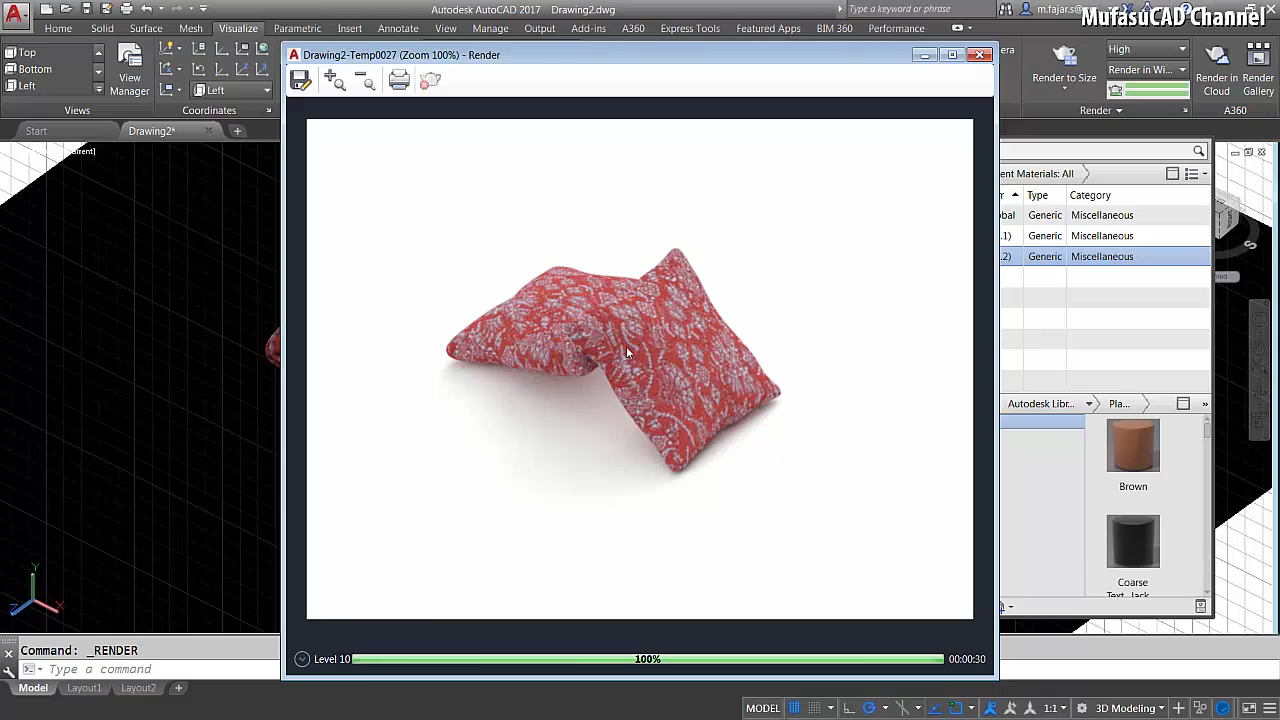 Autodesk AutoCAD 2017 Drawing2.dwg
Type a keyword or phrase
m.fajar.s...
MufasuCAD Channel
Home Solid Surface Mesh Visualize Parametric Insert Annotate View Manage Output Add-ins A360 Express Tools Featured Apps BIM 360 Performance
Top
Bottom
Left
View
Manager
Left
Views
Coordinates
Drawing2-Temp0027 (Zoom 100%) - Render
Render to Size
High
Render in Wi...
Render in
Cloud
Render
Gallery
Render
A360
Start
Drawing2*
ent Materials: All
Type
Category
bal Generic Miscellaneous
.1) Generic Miscellaneous
.2) Generic Miscellaneous
Autodesk Libr...
Pla...
Brown
Coarse
S
Y
Z
X
Command: _RENDER
Type a command
Level 10
100%
00:00:30
Model
Layout1
Layout2
MODEL
1:1
3D Modeling